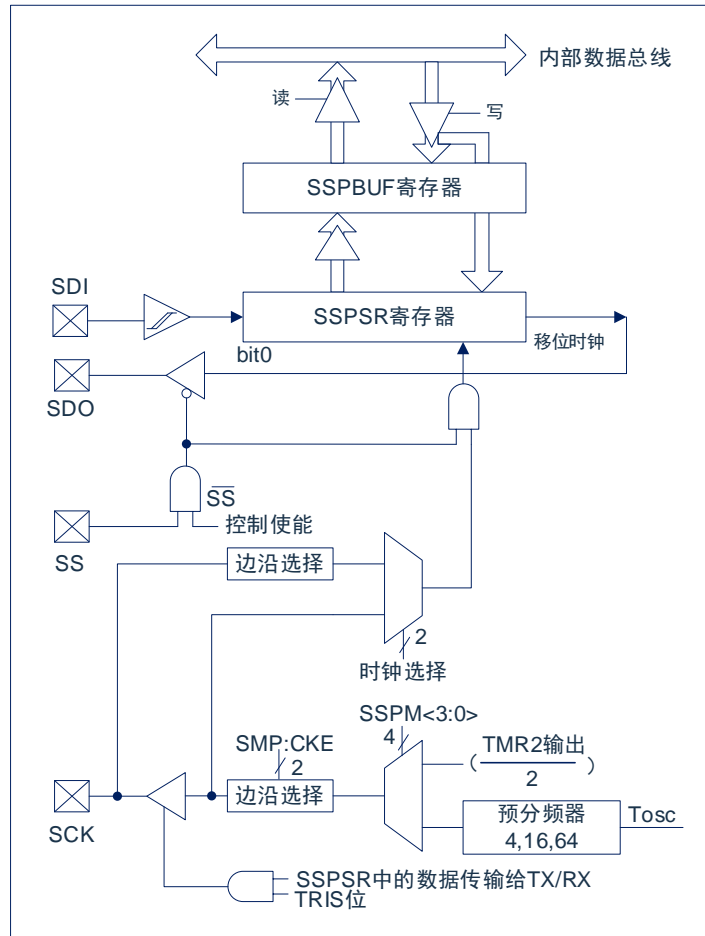 内部数据总线
读
写
SSPBUF寄存器
SDI
SSPSR寄存器
bit0
移位时钟
SDO
SS
控制使能
SS
边沿选择
2
时钟选择
SSPM<3:0>
4
SMP:CKE
2
(TMR2输出
2
)
边沿选择
SCK
预分频器
4,16,64
Tosc
SSPSR中的数据传输给TX/RX
TRIS位